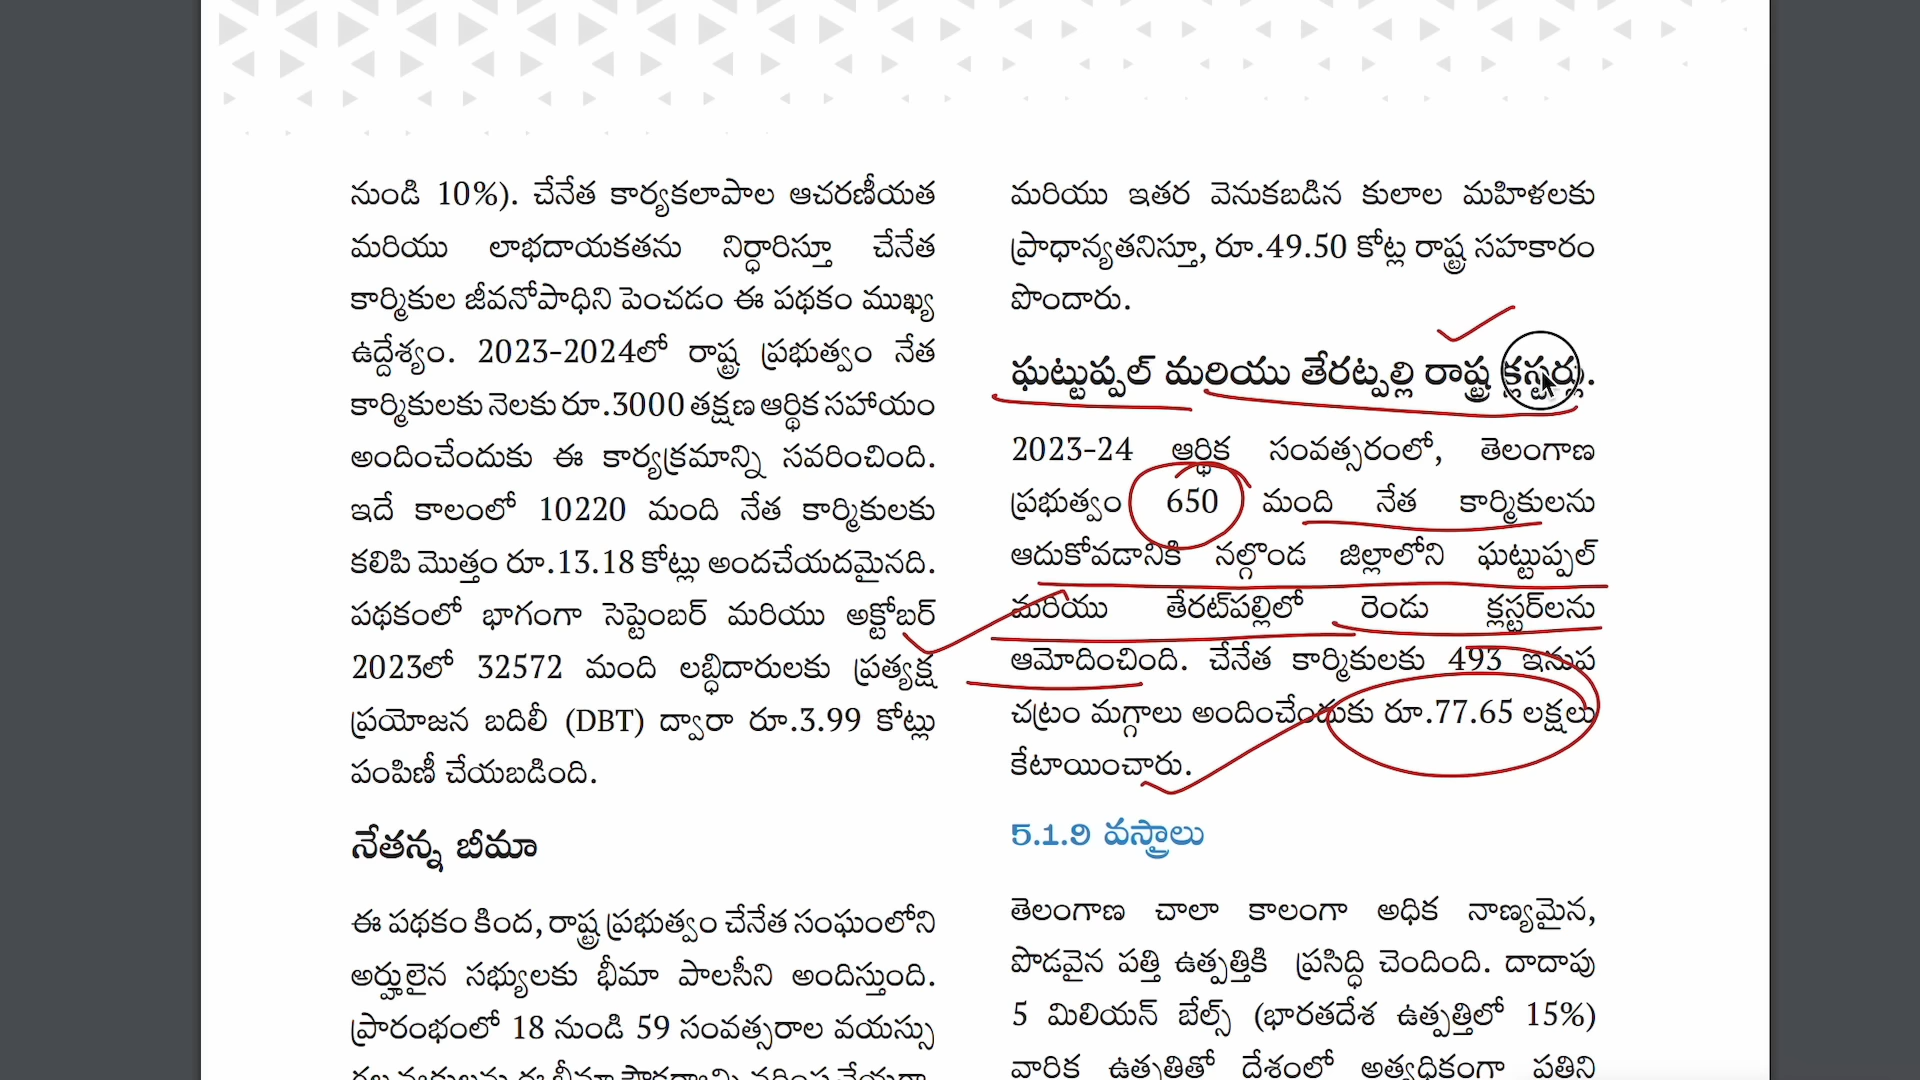 నుండి 10%). చేనేత కార్యకలాపాల ఆచరణీయత
మరియు లాభదాయకతను నిర్ధారిస్తూ చేనేత
కార్మికుల జీవనోపాధిని పెంచడం ఈ పథకం ముఖ్య
ఉద్దేశ్యం. 2023-2024లో రాష్ట్ర ప్రభుత్వం నేత
కార్మికులకు నెలకు రూ.3000 తక్షణ ఆర్థిక సహాయం
అందించేందుకు ఈ కార్యక్రమాన్ని సవరించింది.
ఇదే కాలంలో 10220 మంది నేత కార్మికులకు
కలిపి మొత్తం రూ.13.18 కోట్లు అందచేయదమైనది.
పథకంలో భాగంగా సెప్టెంబర్ మరియు అక్టోబర్
2023లో 32572 మంది లబ్ధిదారులకు ప్రత్యక్ష
ప్రయోజన బదిలీ (DBT) ద్వారా రూ.3.99 కోట్లు
పంపిణీ చేయబడింది.
నేతన్న బీమా
ఈ పథకం కింద, రాష్ట్ర ప్రభుత్వం చేనేత సంఘంలోని
అర్హులైన సభ్యులకు భీమా పాలసీని అందిస్తుంది.
ప్రారంభంలో 18 నుండి 59 సంవత్సరాల వయస్సు
మరియు ఇతర వెనుకబడిన కులాల మహిళలకు
ప్రాధాన్యతనిస్తూ, రూ.49.50 కోట్ల రాష్ట్ర సహకారం
పొందారు.
ఘట్టుప్పల్ మరియు తేరట్పల్లి రాష్ట్ర క్లస్టర్లు.
2023-24 ఆర్థిక సంవత్సరంలో, తెలంగాణ
ప్రభుత్వం 650 మంది నేత కార్మికులను
ఆదుకోవడానికి నల్గొండ జిల్లాలోని ఘట్టుప్పల్
మరియు తేరట్‌పల్లిలో రెండు క్లస్టర్‌లను
ఆమోదించింది. చేనేత కార్మికులకు 493 ఇనుప
చట్రం మగ్గాలు అందించేందుకు రూ.77.65 లక్షలు
కేటాయించారు.
5.1.9 వస్త్రాలు
తెలంగాణ చాలా కాలంగా అధిక నాణ్యమైన,
పొడవైన పత్తి ఉత్పత్తికి ప్రసిద్ధి చెందింది. దాదాపు
5 మిలియన్ బేల్స్ (భారతదేశ ఉత్పత్తిలో 15%)
వారిక ఉత్పత్తితో దేశంలో అత్యధికంగా పత్తిని